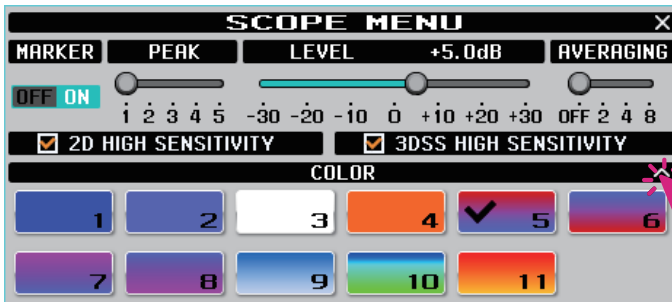 SCOPE MENU X
MARKER PEAK LEVEL +5.0dB AVERAGING
OFF ON
1 2 3 4 5 -30 -20 -10 0 +10 +20 +30 OFF 2 4 8
2D HIGH SENSITIVITY 3DSS HIGH SENSITIVITY
COLOR
1 2 3 4 5 6
7 8 9 10 11